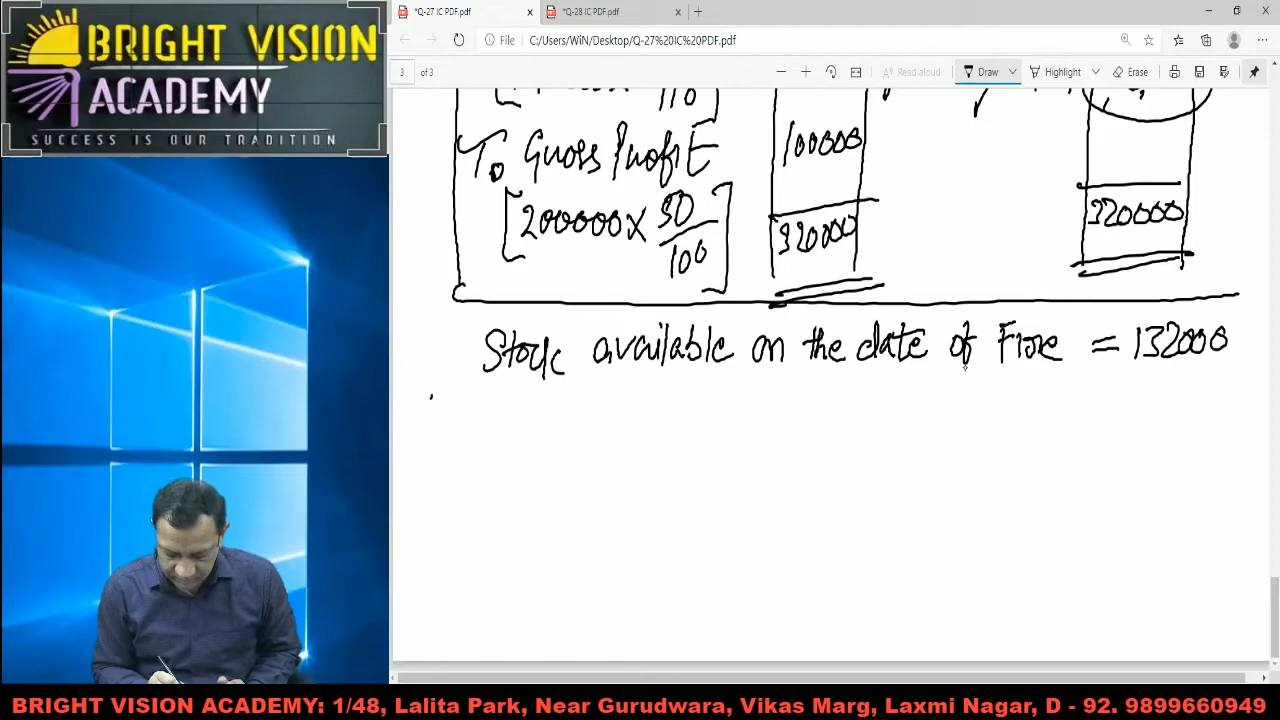 *Q-27 IC PDF.pdf
*Q-28 IC PDF.pdf
File C:/Users/WiN/Desktop/Q-27%20IC%20PDF.pdf
3 of 3
Read aloud Draw Highlight Erase
BRIGHT VISION
ACADEMY
SUCCESS IS OUR TRADITION
110
To Gross Profit 100000
[200000 × 50/100] 320000 320000
Stock available on the date of Fire = 132000
BRIGHT VISION ACADEMY: 1/48, Lalita Park, Near Gurudwara, Vikas Marg, Laxmi Nagar, D - 92. 9899660949